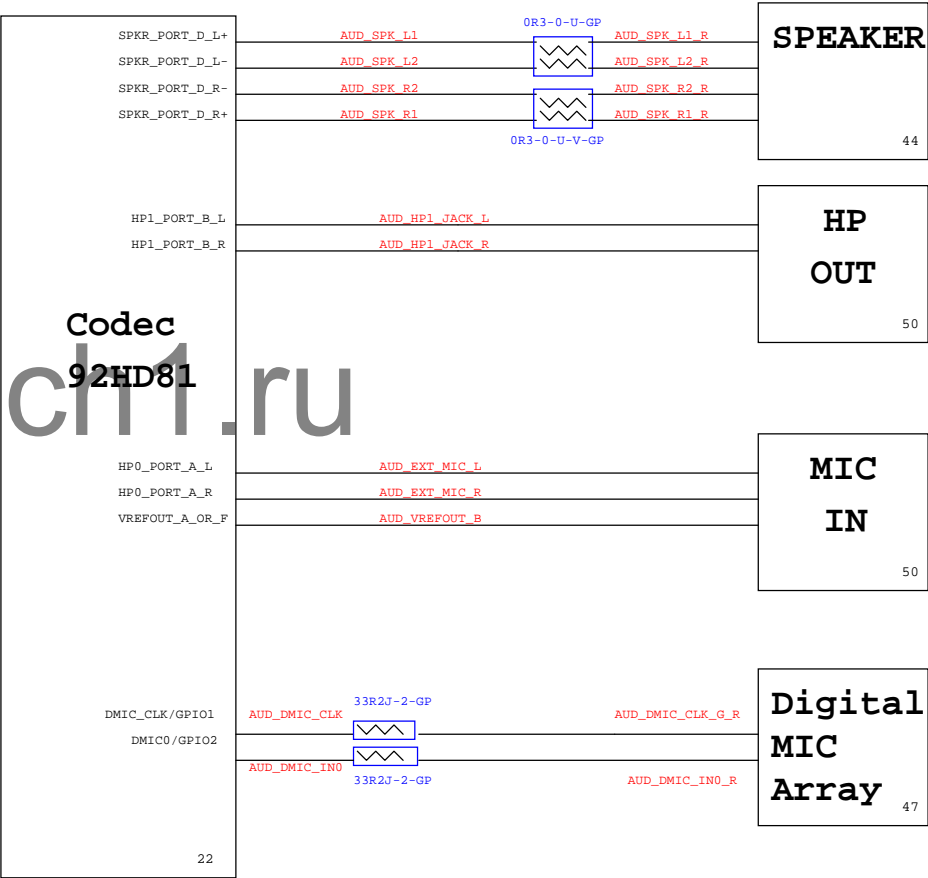 0R3-0-U-GP
SPKR_PORT_D_L+ AUD_SPK_L1 AUD_SPK_L1_R
SPKR_PORT_D_L- AUD_SPK_L2 AUD_SPK_L2_R
SPKR_PORT_D_R- AUD_SPK_R2 AUD_SPK_R2_R
SPKR_PORT_D_R+ AUD_SPK_R1 AUD_SPK_R1_R
0R3-0-U-V-GP
SPEAKER
44
HP1_PORT_B_L AUD_HP1_JACK_L
HP1_PORT_B_R AUD_HP1_JACK_R
HP
OUT
50
Codec
92HD81
ch1.ru
HP0_PORT_A_L AUD_EXT_MIC_L
HP0_PORT_A_R AUD_EXT_MIC_R
VREFOUT_A_OR_F AUD_VREFOUT_B
MIC
IN
50
33R2J-2-GP
DMIC_CLK/GPIO1 AUD_DMIC_CLK AUD_DMIC_CLK_G_R
DMIC0/GPIO2
AUD_DMIC_IN0 AUD_DMIC_IN0_R
33R2J-2-GP
Digital
MIC
Array
47
22